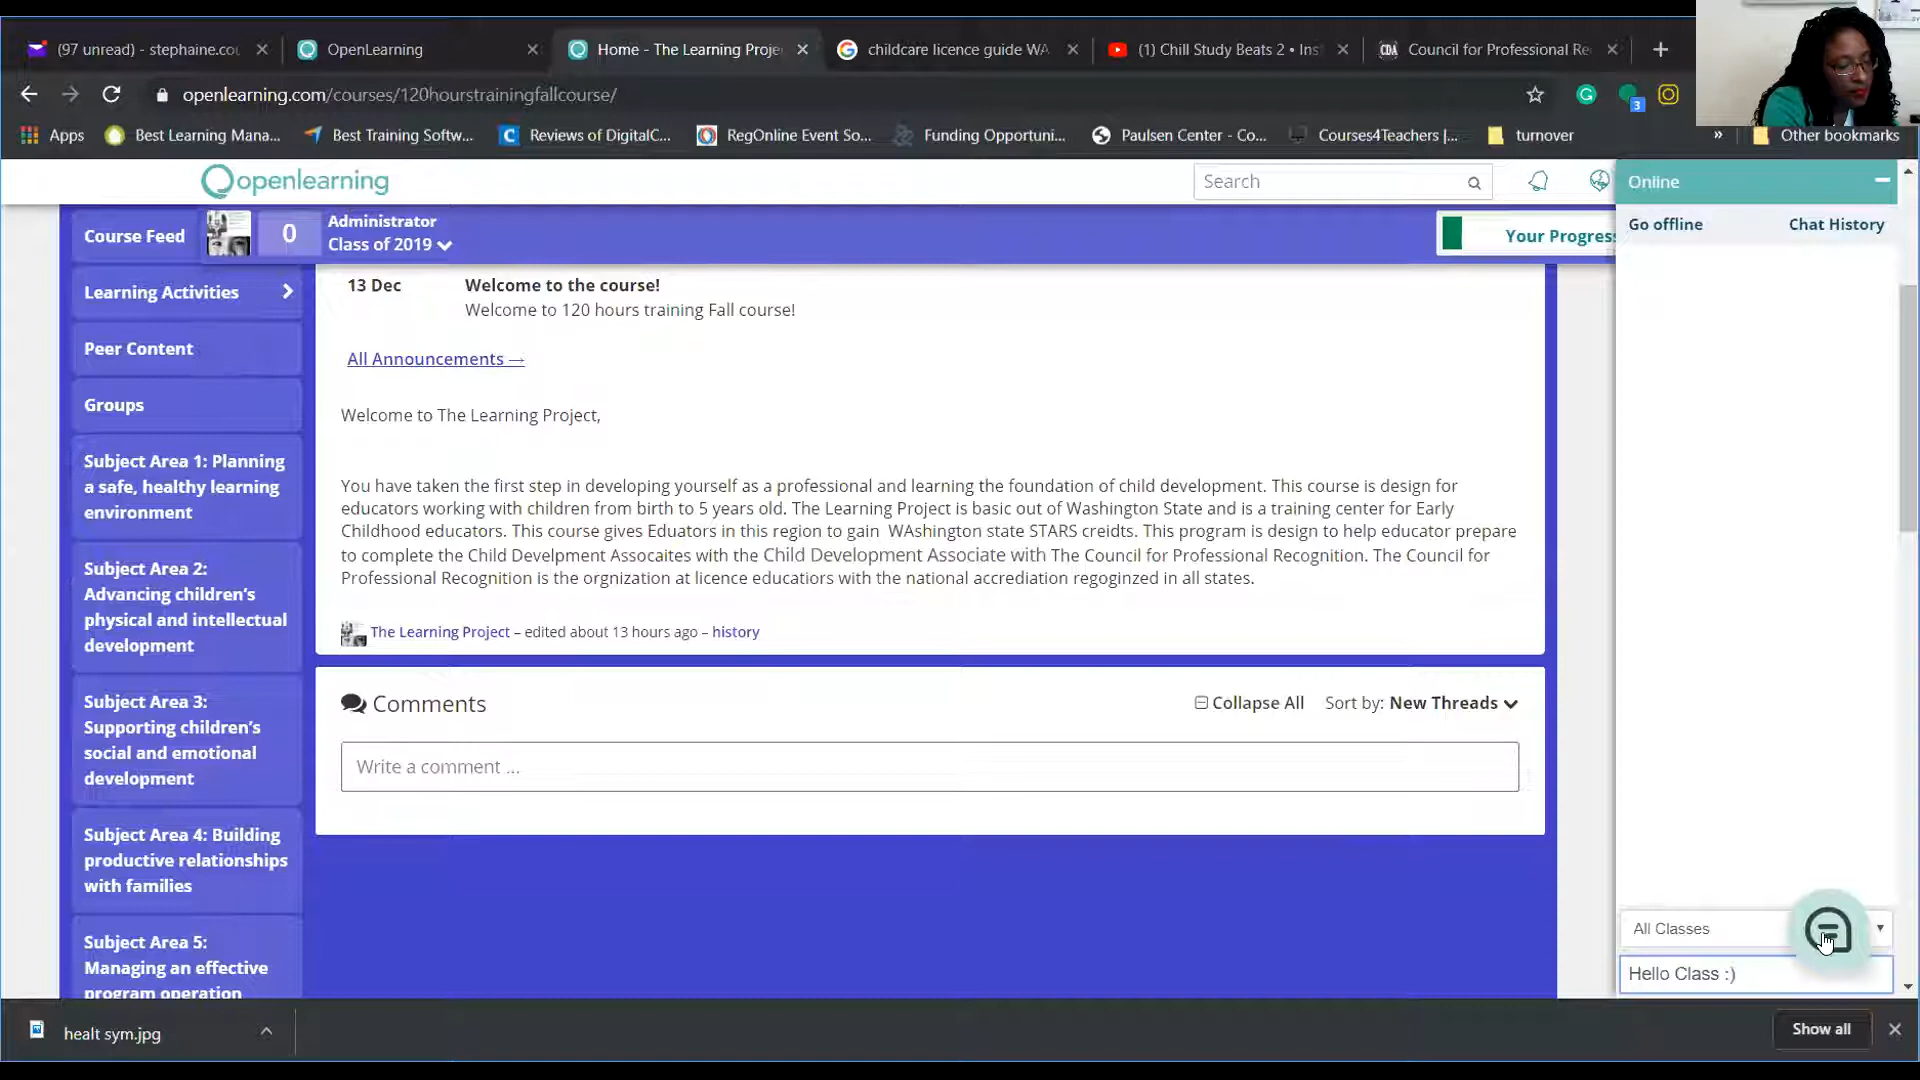 (97 unread) - stephaine.cou
OpenLearning
Home - The Learning Proje
childcare licence guide WA
(1) Chill Study Beats 2 • Ins
CDA Council for Professional Re
openlearning.com/courses/120hourstrainingfallcourse/
3
Apps
Best Learning Mana...
Best Training Softw...
Reviews of DigitalC...
RegOnline Event So...
Funding Opportuni...
Paulsen Center - Co...
Courses4Teachers |...
turnover
»
Other bookmarks
openlearning
Search
Online
Go offline
Chat History
Course Feed
0
Administrator
Class of 2019
Your Progress
Learning Activities
Peer Content
Groups
Subject Area 1: Planning
a safe, healthy learning
environment
Subject Area 2:
Advancing children's
physical and intellectual
development
Subject Area 3:
Supporting children's
social and emotional
development
Subject Area 4: Building
productive relationships
with families
Subject Area 5:
Managing an effective
program operation
13 Dec
Welcome to the course!
Welcome to 120 hours training Fall course!
All Announcements →
Welcome to The Learning Project,
You have taken the first step in developing yourself as a professional and learning the foundation of child development. This course is design for
educators working with children from birth to 5 years old. The Learning Project is basic out of Washington State and is a training center for Early
Childhood educators. This course gives Eduators in this region to gain WAshington state STARS creidts. This program is design to help educator prepare
to complete the Child Develpment Assocaites with the Child Development Associate with The Council for Professional Recognition. The Council for
Professional Recognition is the orgnization at licence educatiors with the national accrediation regoginzed in all states.
The Learning Project – edited about 13 hours ago – history
Comments
Collapse All
Sort by: New Threads
Write a comment ...
All Classes
Hello Class :)
healt sym.jpg
Show all